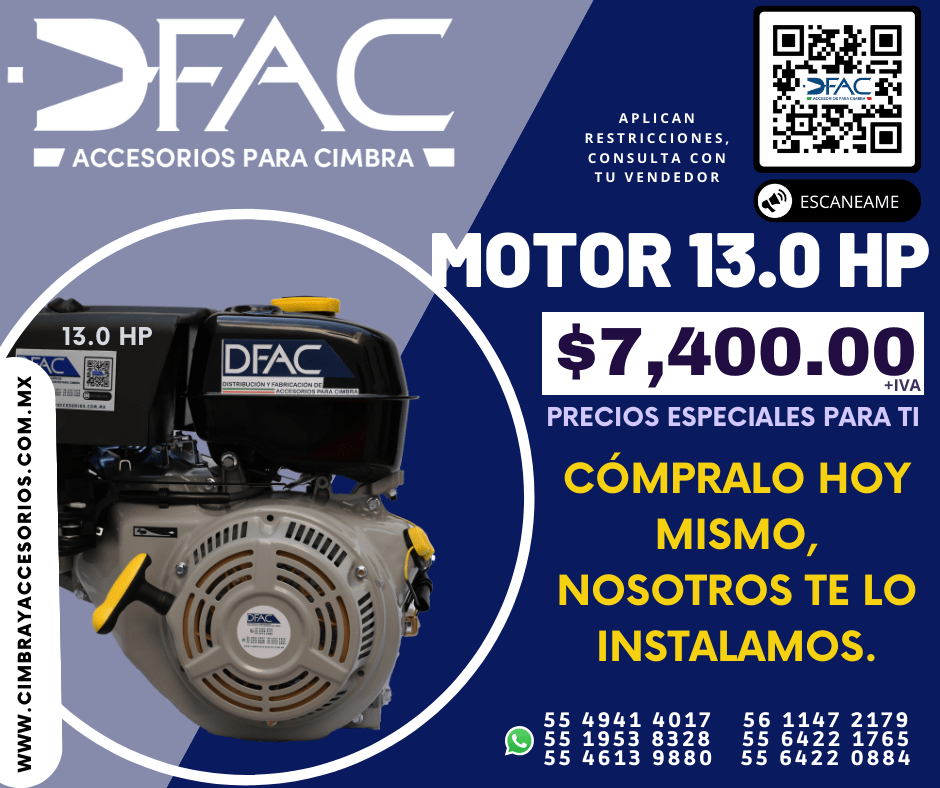 DFAC
ACCESORIOS PARA CIMBRA
APLICAN
RESTRICCIONES,
CONSULTA CON
TU VENDEDOR
DFAC
ESCANEAME
MOTOR 13.0 HP
$7,400.00
+IVA
PRECIOS ESPECIALES PARA TI
CÓMPRALO HOY
MISMO,
NOSOTROS TE LO
INSTALAMOS.
13.0 HP
DFAC
DISTRIBUCIÓN Y FABRICACIÓN DE
ACCESORIOS PARA CIMBRA
DFAC
WWW.CIMBRAYACCESORIOS.COM.MX
55 4941 4017 56 1147 2179
55 1953 8328 55 6422 1765
55 4613 9880 55 6422 0884